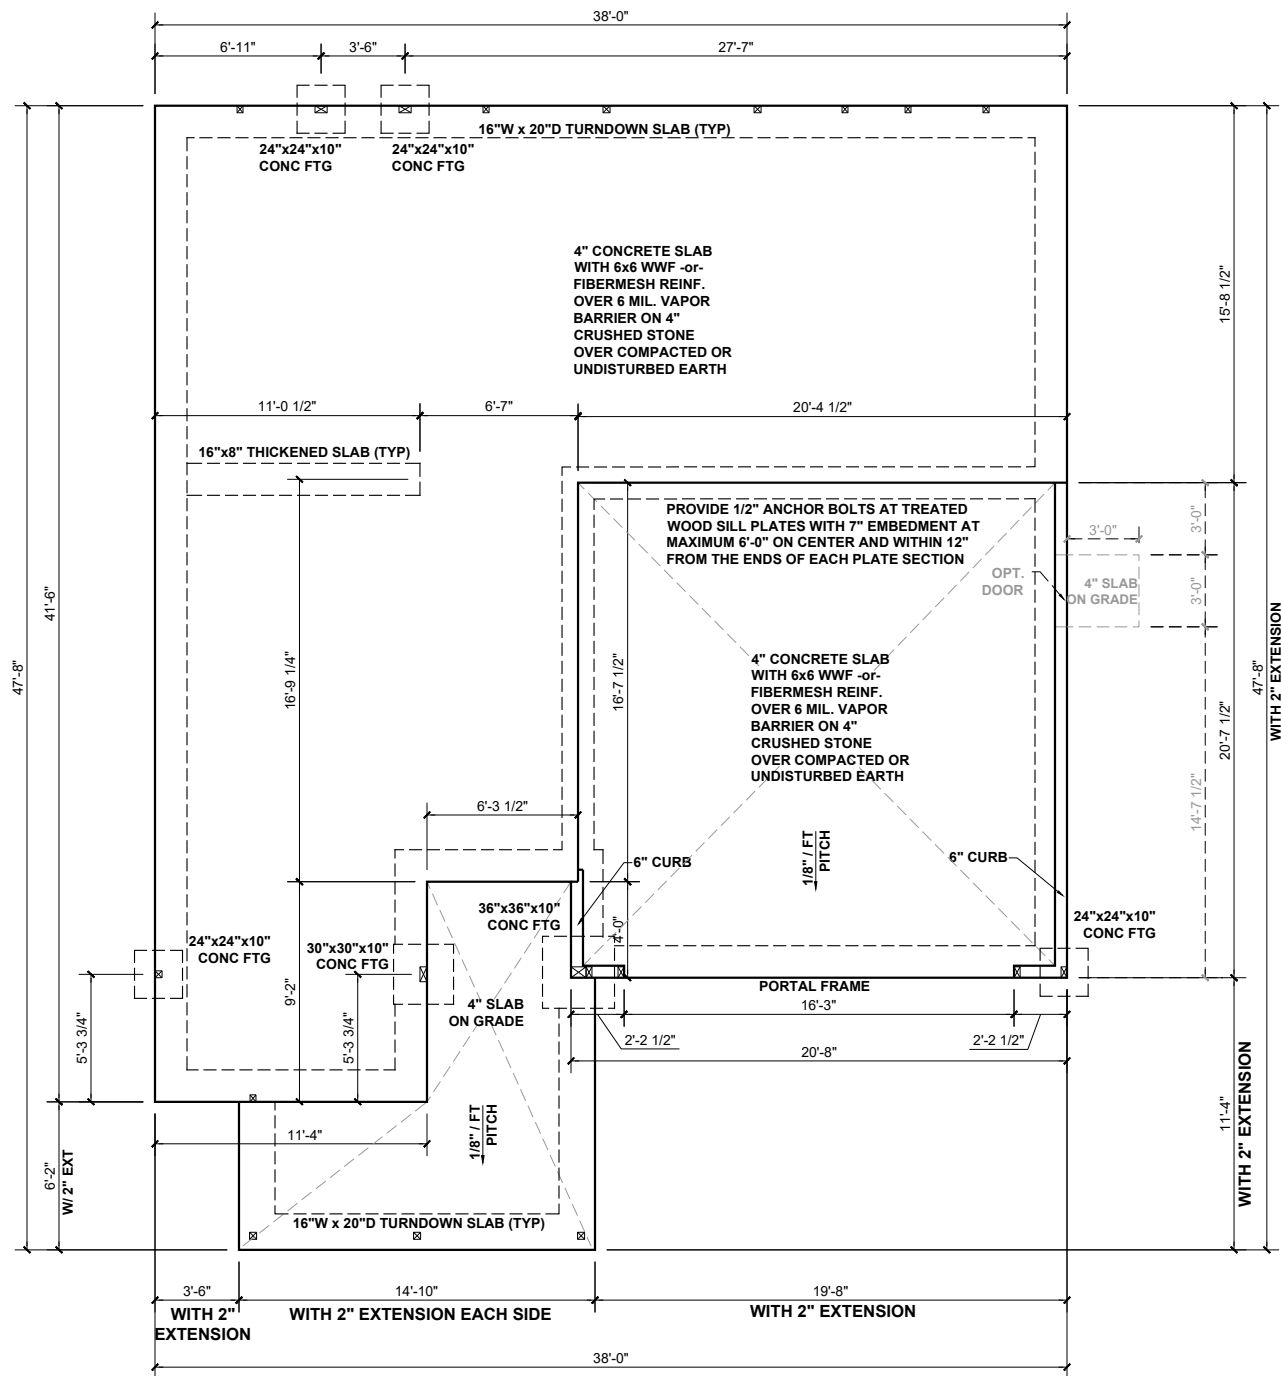 38'-0"
6'-11"
3'-6"
27'-7"
16"W x 20"D TURNDOWN SLAB (TYP)
24"x24"x10"
CONC FTG
24"x24"x10"
CONC FTG
4" CONCRETE SLAB
WITH 6x6 WWF -or-
FIBERMESH REINF.
OVER 6 MIL. VAPOR
BARRIER ON 4"
CRUSHED STONE
OVER COMPACTED OR
UNDISTURBED EARTH
15'-8 1/2"
11'-0 1/2"
6'-7"
20'-4 1/2"
16"x8" THICKENED SLAB (TYP)
PROVIDE 1/2" ANCHOR BOLTS AT TREATED
WOOD SILL PLATES WITH 7" EMBEDMENT AT
MAXIMUM 6'-0" ON CENTER AND WITHIN 12"
FROM THE ENDS OF EACH PLATE SECTION
3'-0"
3'-0"
OPT.
DOOR
4" SLAB
ON GRADE
3'-0"
41'-6"
47'-8"
16'-9 1/4"
16'-7 1/2"
4" CONCRETE SLAB
WITH 6x6 WWF -or-
FIBERMESH REINF.
OVER 6 MIL. VAPOR
BARRIER ON 4"
CRUSHED STONE
OVER COMPACTED OR
UNDISTURBED EARTH
20'-7 1/2"
47'-8"
WITH 2" EXTENSION
14'-7 1/2"
6'-3 1/2"
1/8" / FT
PITCH
6" CURB
6" CURB
36"x36"x10"
CONC FTG
4'-0"
24"x24"x10"
CONC FTG
24"x24"x10"
CONC FTG
30"x30"x10"
CONC FTG
9'-2"
4" SLAB
ON GRADE
PORTAL FRAME
16'-3"
5'-3 3/4"
5'-3 3/4"
2'-2 1/2"
2'-2 1/2"
20'-8"
11'-4"
WITH 2" EXTENSION
11'-4"
1/8" / FT
PITCH
6'-2"
W/ 2" EXT
16"W x 20"D TURNDOWN SLAB (TYP)
3'-6"
14'-10"
19'-8"
WITH 2"
EXTENSION
WITH 2" EXTENSION EACH SIDE
WITH 2" EXTENSION
38'-0"